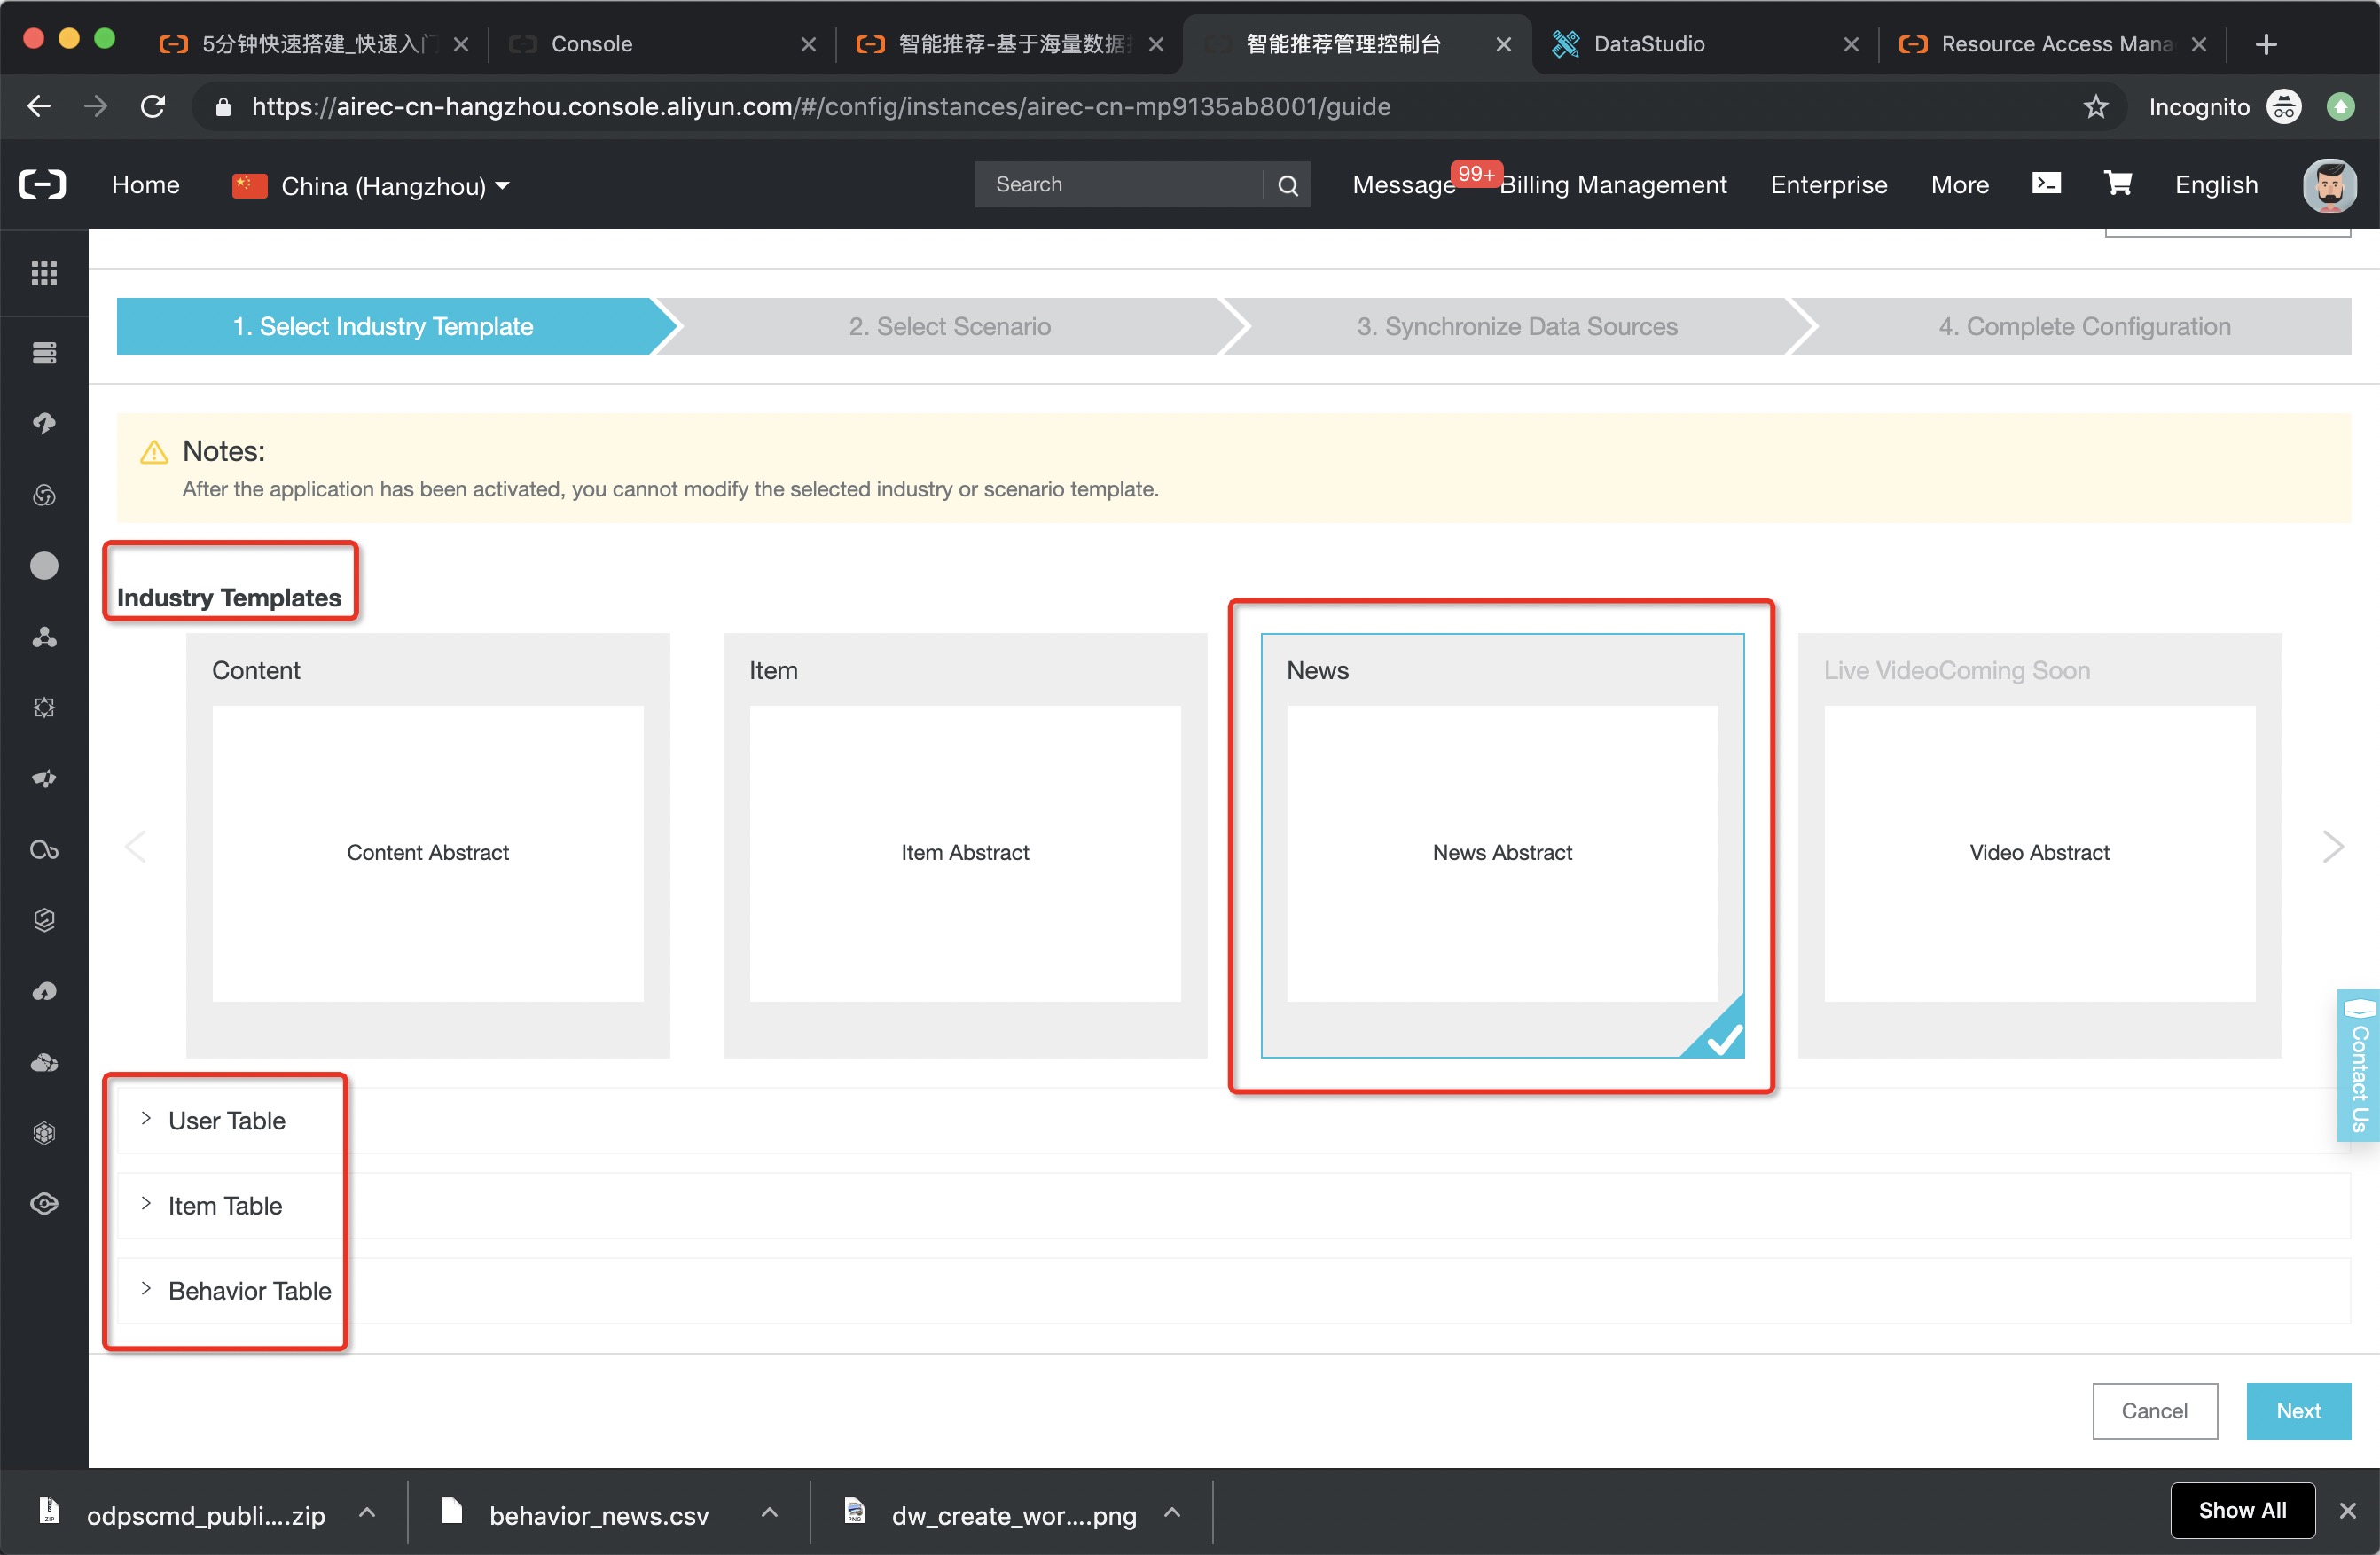 5分钟快速搭建_快速入门
Console
智能推荐-基于海量数据
智能推荐管理控制台
DataStudio
Resource Access Mana
https://airec-cn-hangzhou.console.aliyun.com/#/config/instances/airec-cn-mp9135ab8001/guide
Incognito
Home
China (Hangzhou)
Search
Message
99+
Billing Management
Enterprise
More
English
1. Select Industry Template
2. Select Scenario
3. Synchronize Data Sources
4. Complete Configuration
Notes:
After the application has been activated, you cannot modify the selected industry or scenario template.
Industry Templates
Content
Item
News
Live VideoComing Soon
Content Abstract
Item Abstract
News Abstract
Video Abstract
Contact Us
User Table
Item Table
Behavior Table
Cancel
Next
odpscmd_publi....zip
behavior_news.csv
dw_create_wor....png
Show All